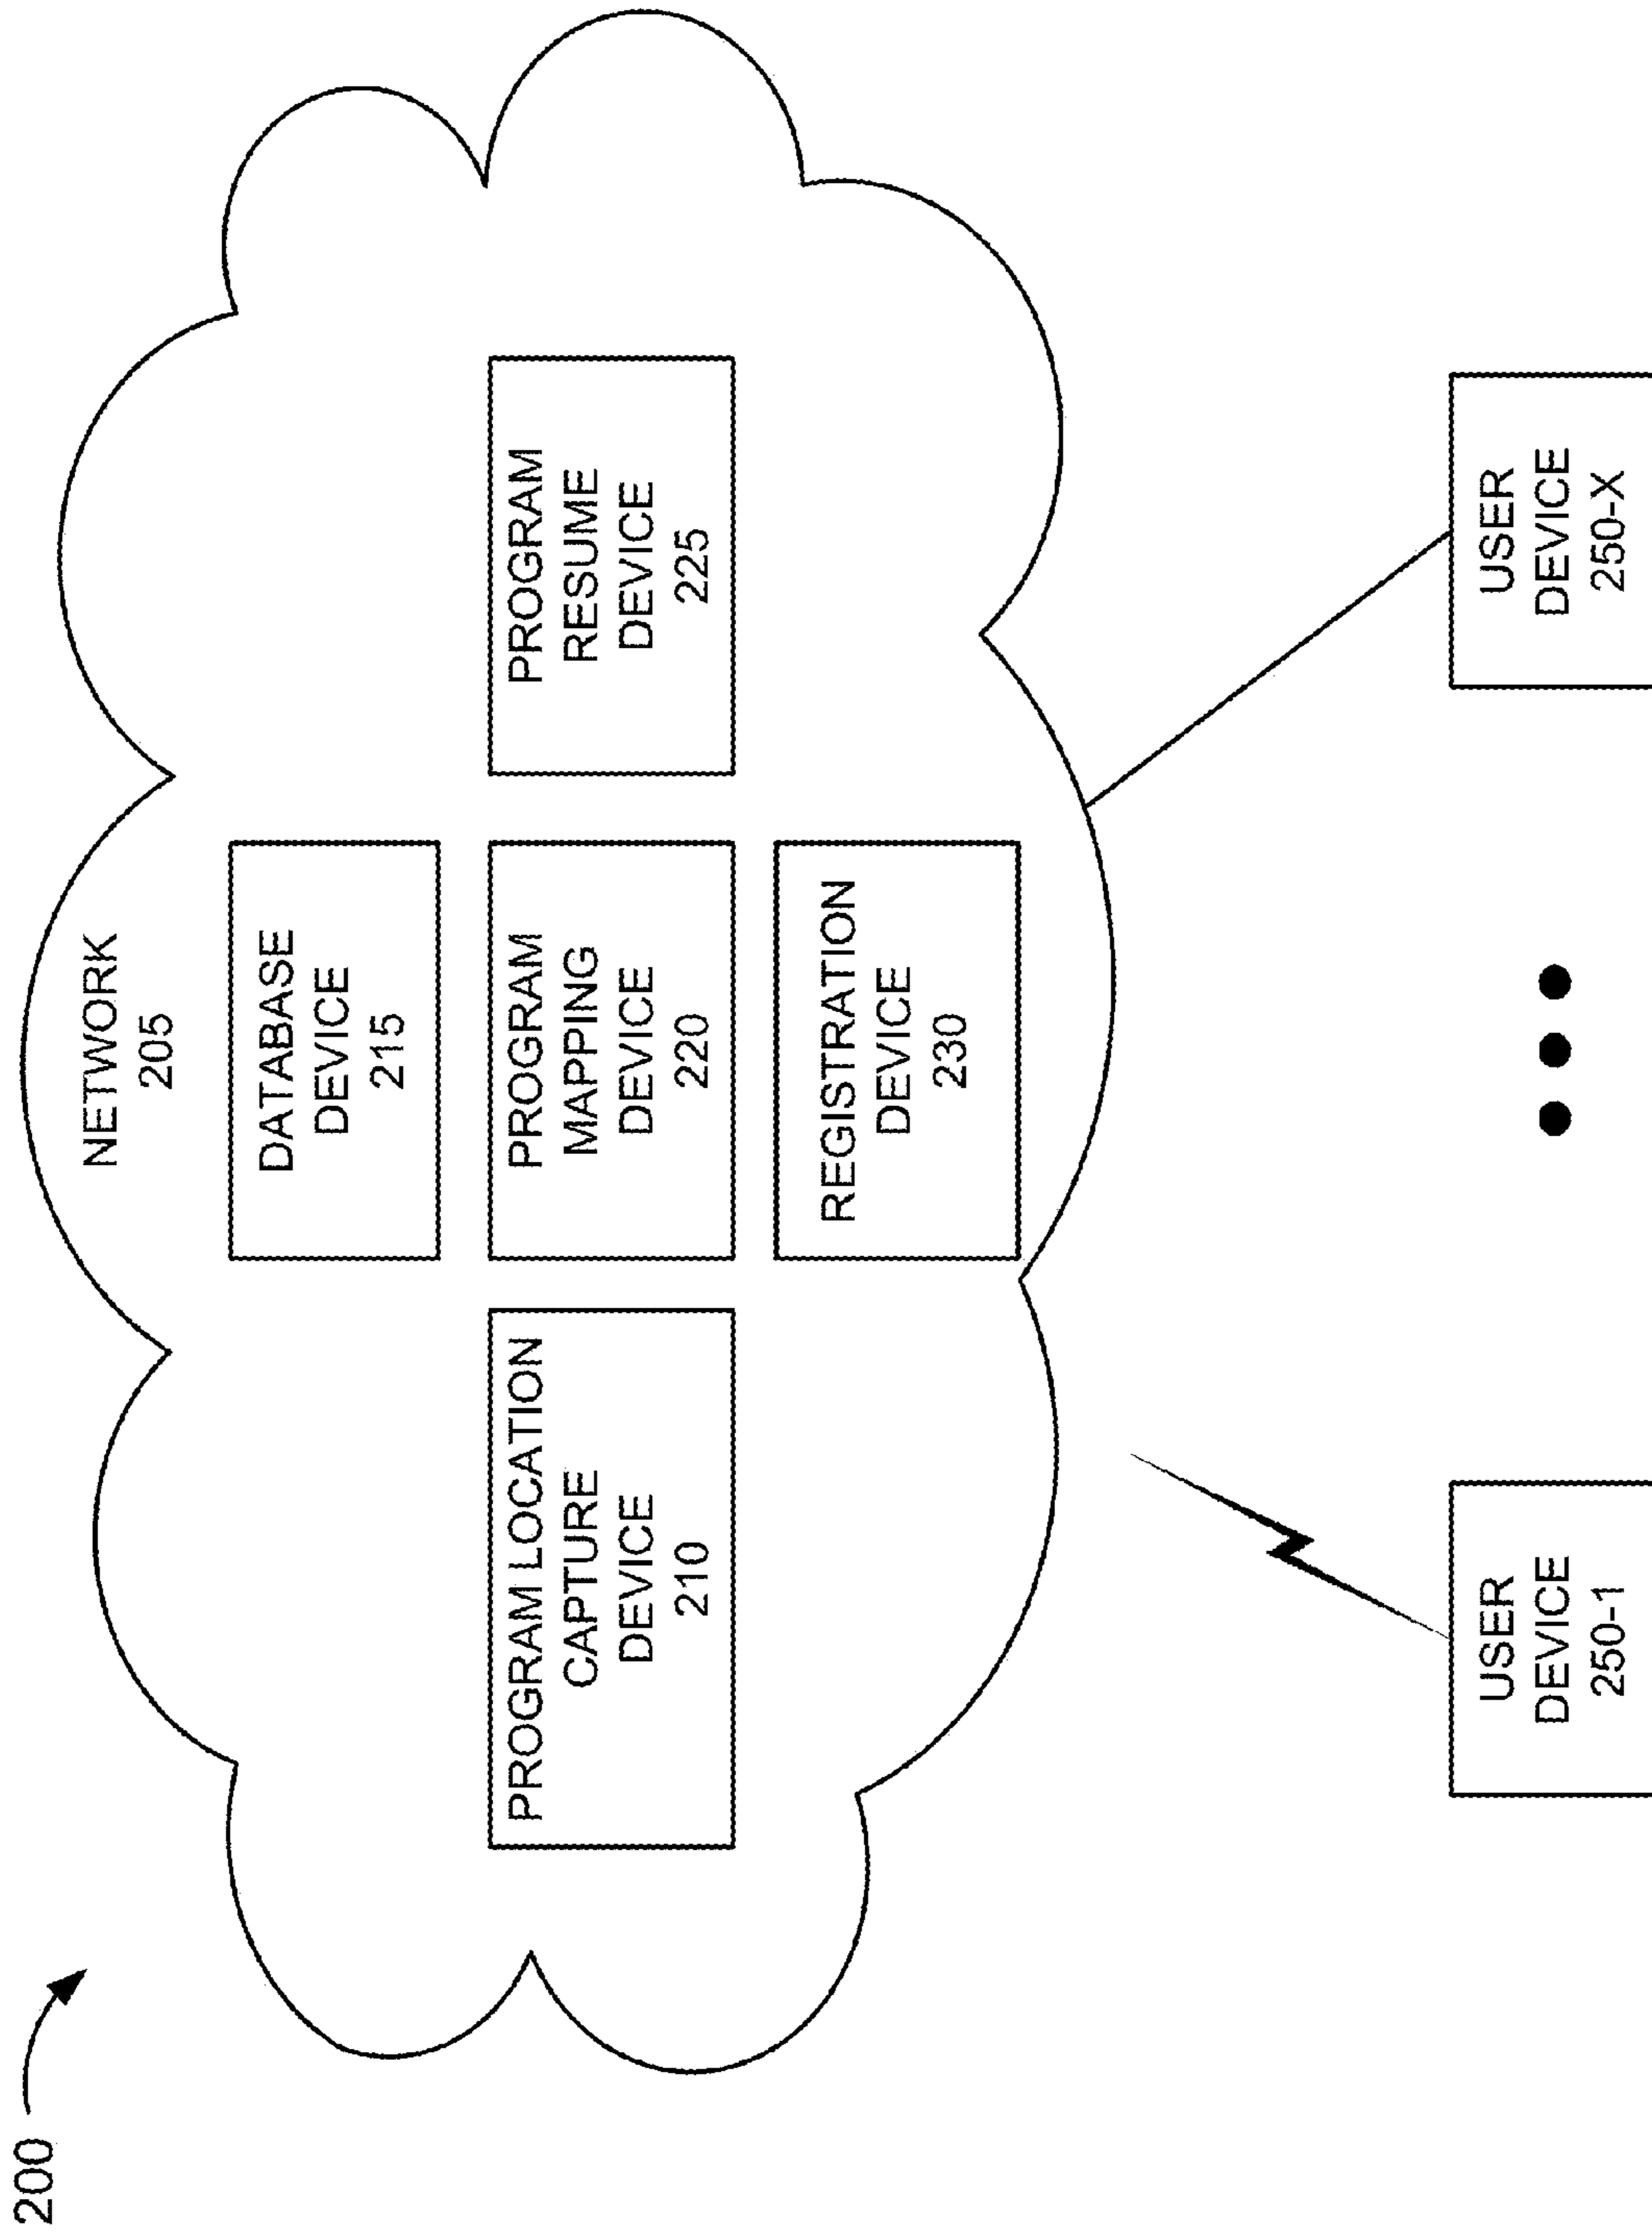 200
NETWORK
205
DATABASE
DEVICE
215
PROGRAM LOCATION
CAPTURE
DEVICE
210
PROGRAM
MAPPING
DEVICE
220
PROGRAM
RESUME
DEVICE
225
REGISTRATION
DEVICE
230
USER
DEVICE
250-1
USER
DEVICE
250-X